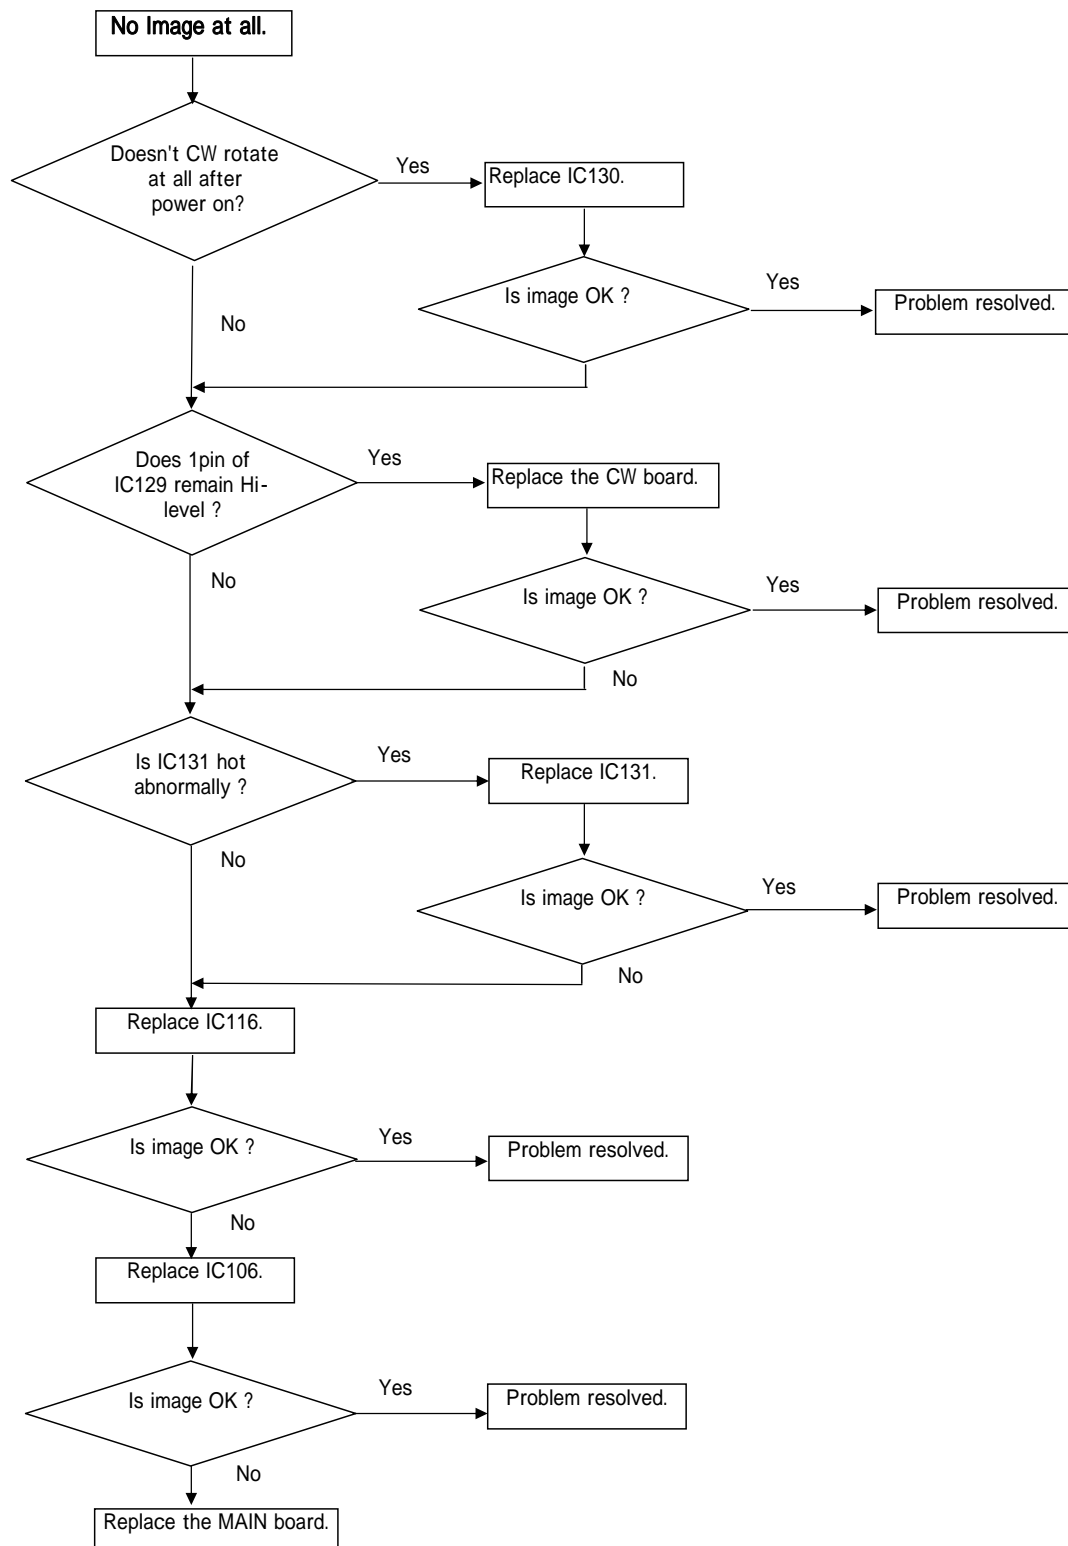 No Image at all.
Doesn't CW rotate
at all after
power on?
Yes
Replace IC130.
Is image OK ?
Yes
Problem resolved.
No
Does 1pin of
IC129 remain Hi-
level ?
Yes
Replace the CW board.
Is image OK ?
Yes
Problem resolved.
No
No
Is IC131 hot
abnormally ?
Yes
Replace IC131.
Is image OK ?
Yes
Problem resolved.
No
No
Replace IC116.
Is image OK ?
Yes
Problem resolved.
No
Replace IC106.
Is image OK ?
Yes
Problem resolved.
No
Replace the MAIN board.